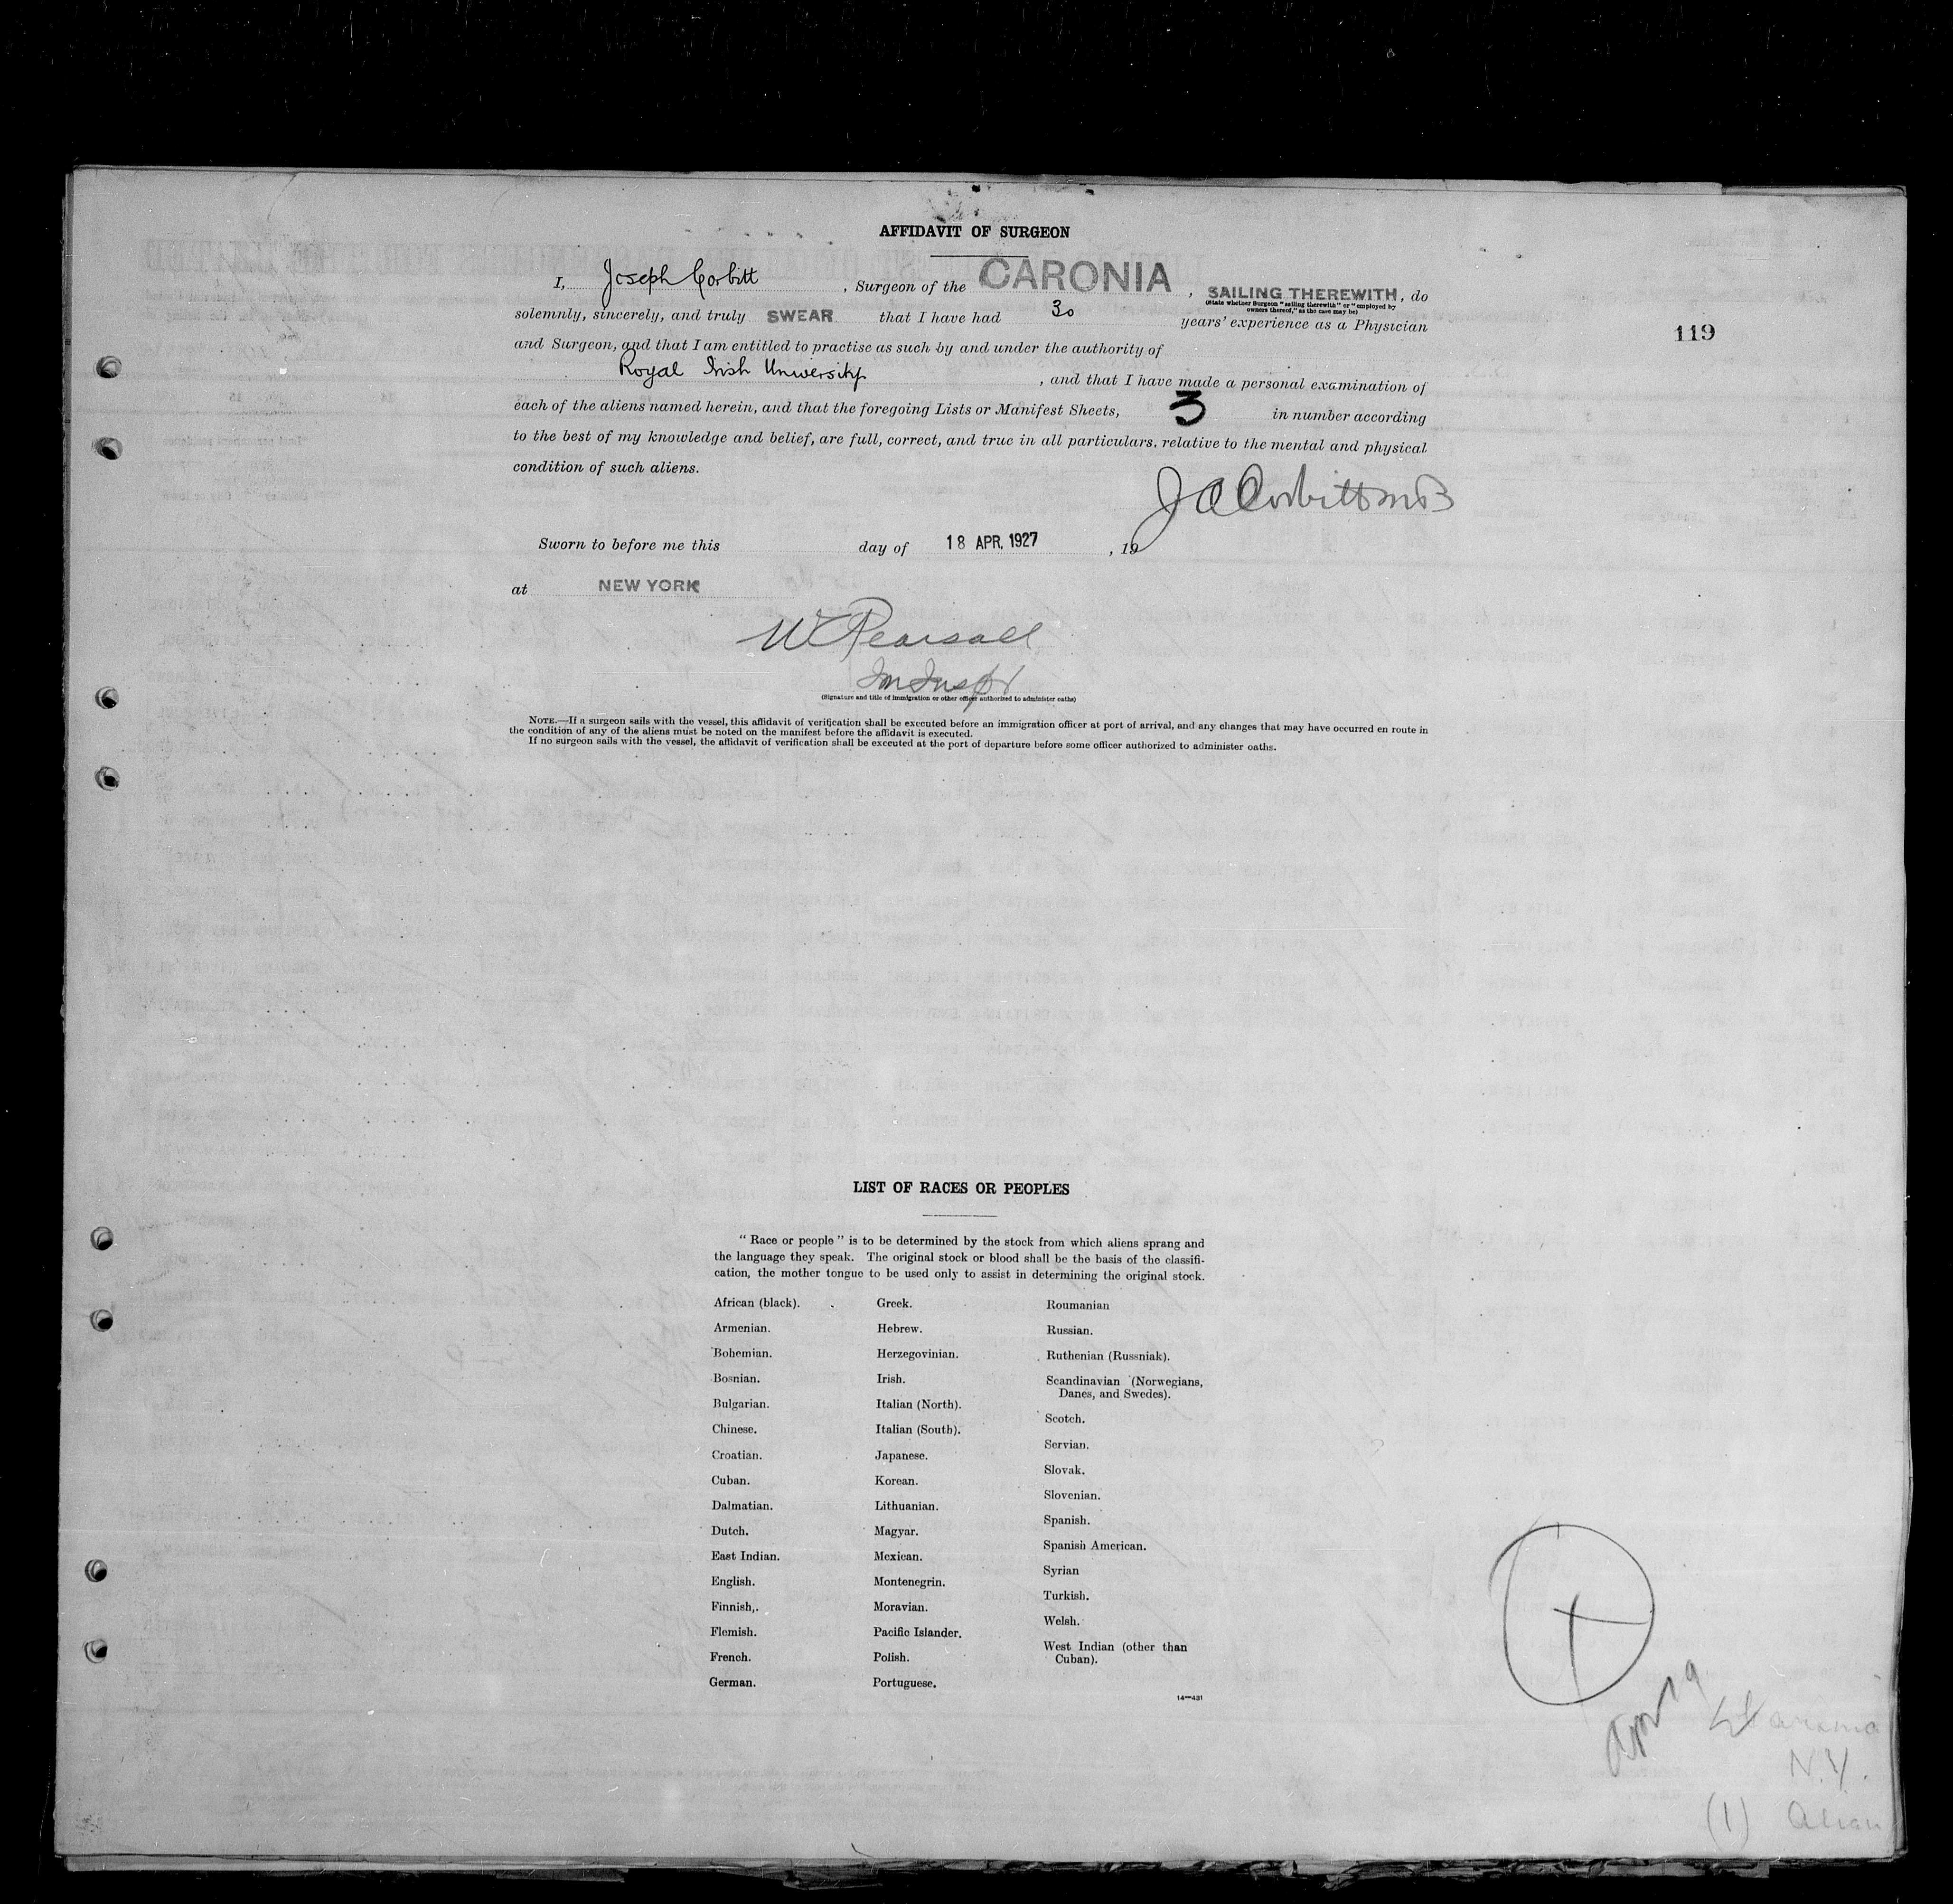 AFFIDAVIT OF SURGEON
I, Joseph Corbitt, Surgeon of the CARONIA, SAILING THEREWITH, do
(State whether Surgeon "sailing therewith" or "employed by
owners thereof," as the case may be)
solemnly, sincerely, and truly SWEAR that I have had 30 years' experience as a Physician
and Surgeon, and that I am entitled to practise as such by and under the authority of
Royal Irish University, and that I have made a personal examination of
each of the aliens named herein, and that the foregoing Lists or Manifest Sheets, 3 in number according
to the best of my knowledge and belief, are full, correct, and true in all particulars. relative to the mental and physical
condition of such aliens.
J A Corbitt MB
Sworn to before me this day of 18 APR. 1927, 19
at NEW YORK
119
W Pearsall
Im Inspr
(Signature and title of immigration or other officer authorized to administer oaths)
NOTE.—If a surgeon sails with the vessel, this affidavit of verification shall be executed before an immigration officer at port of arrival, and any changes that may have occurred en route in
the condition of any of the aliens must be noted on the manifest before the affidavit is executed.
If no surgeon sails with the vessel, the affidavit of verification shall be executed at the port of departure before some officer authorized to administer oaths.
LIST OF RACES OR PEOPLES
" Race or people " is to be determined by the stock from which aliens sprang and
the language they speak. The original stock or blood shall be the basis of the classifi-
cation, the mother tongue to be used only to assist in determining the original stock.
African (black).
Armenian.
Bohemian.
Bosnian.
Bulgarian.
Chinese.
Croatian.
Cuban.
Dalmatian.
Dutch.
East Indian.
English.
Finnish,.
Flemish.
French.
German.
Greek.
Hebrew.
Herzegovinian.
Irish.
Italian (North).
Italian (South).
Japanese.
Korean.
Lithuanian.
Magyar.
Mexican.
Montenegrin.
Moravian.
Pacific Islander.
Polish.
Portuguese.
Roumanian
Russian.
Ruthenian (Russniak).
Scandinavian (Norwegians,
Danes, and Swedes).
Scotch.
Servian.
Slovak.
Slovenian.
Spanish.
Spanish American.
Syrian
Turkish.
Welsh.
West Indian (other than
Cuban).
14—431
N.Y.
(1) Alien